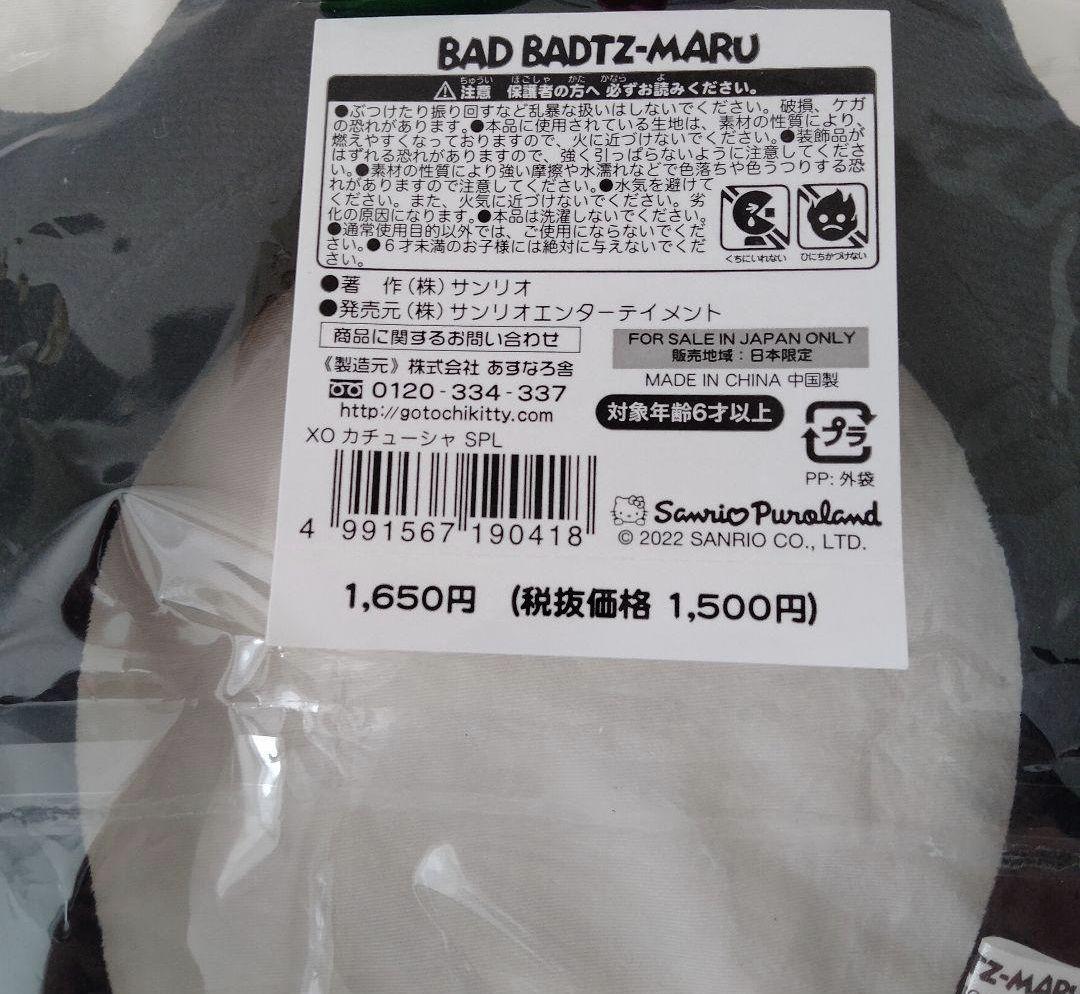 BAD BADTZ-MARU
ちゅうい ほごしゃ かた かなら よ
⚠注意 保護者の方へ 必ずお読みください。
●ぶつけたり振り回すなど乱暴な扱いはしないでください。破損、ケガ
の恐れがあります。●本品に使用されている生地は、素材の性質により、
燃えやすくなっておりますので、火に近づけないでください。●装飾品が
はずれる恐れがありますので、強く引っぱらないように注意してくださ
い。●素材の性質により強い摩擦や水濡れなどで色落ちや色うつりする恐
れがありますので注意してください。●水気を避けて
ください。また、火気に近づけないでください。劣
化の原因になります。●本品は洗濯しないでください。
●通常使用目的以外では、ご使用にならないでくだ
さい。●6才未満のお子様には絶対に与えないでくだ
さい。
くちにいれない ひにちかづけない
●著 作(株)サンリオ
●発売元(株)サンリオエンターテイメント
商品に関するお問い合わせ
FOR SALE IN JAPAN ONLY
販売地域:日本限定
《製造元》株式会社 あすなろ舎
MADE IN CHINA 中国製
0120-334-337
http://gotochikitty.com
対象年齢6才以上
プラ
XO カチューシャ SPL
PP: 外袋
4 991567 190418
Sanrio Puroland
© 2022 SANRIO CO., LTD.
1,650円 (税抜価格 1,500円)
TZ-MARU